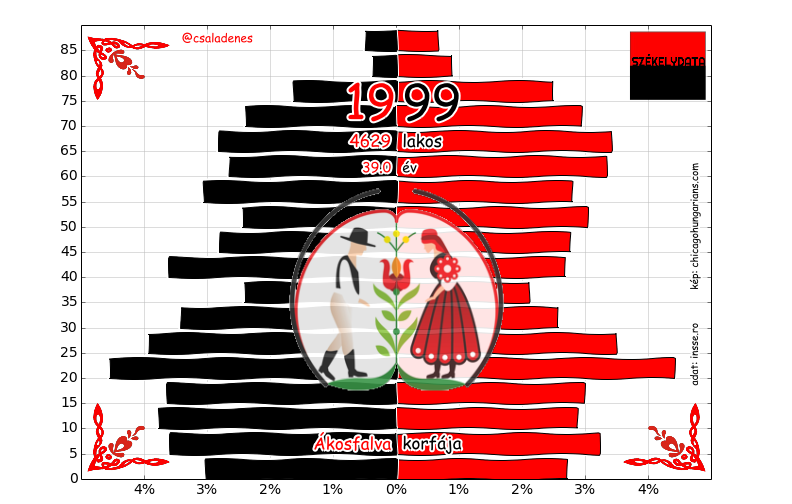 @csaladenes
SZÉKELYDATA
1999
4629 lakos
39.0 év
kép: chicagohungarians.com
adat: insse.ro
Ákosfalva korfája
85
80
75
70
65
60
55
50
45
40
35
30
25
20
15
10
5
0
4% 3% 2% 1% 0% 1% 2% 3% 4%